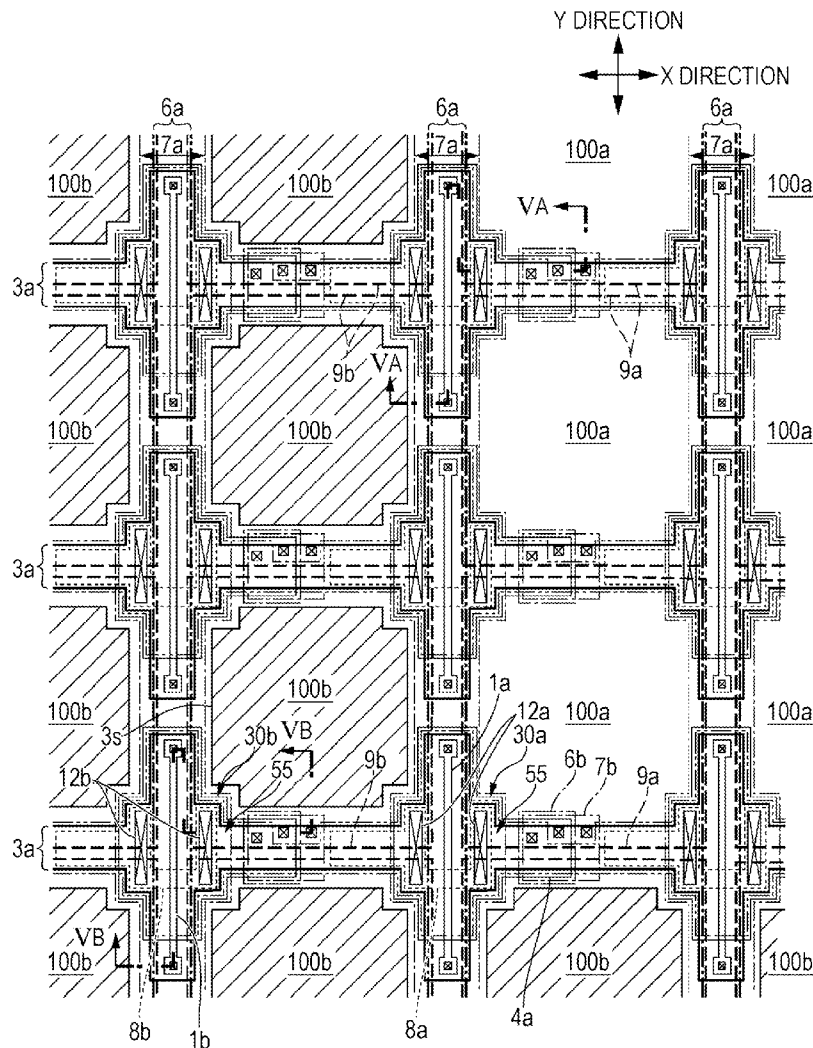 Y DIRECTION
X DIRECTION
6a 6a 6a
7a 7a 7a
100b 100b 100a 100a
VA
3a
9b VA 9a
100b 100b 100a 100a
3a
100b 100b 1a 12a 100a 100a
3s 30b VB 30a
12b 55 9b 6b 7b 55 9a
3a
VB
100b 100b 100b 100b
8b 1b 8a 4a